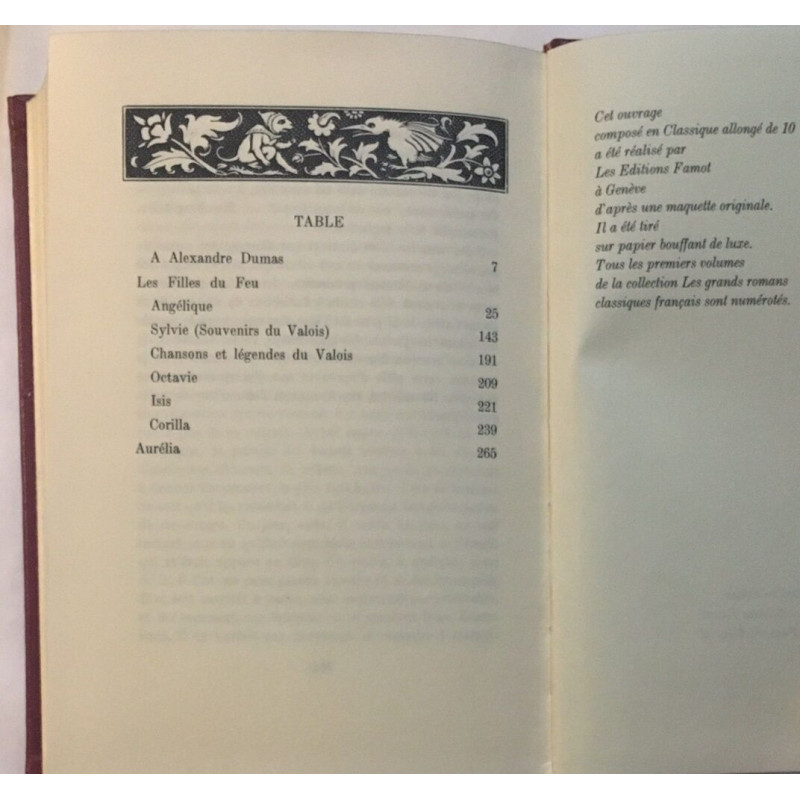 TABLE
A Alexandre Dumas 7
Les Filles du Feu
Angélique 25
Sylvie (Souvenirs du Valois) 143
Chansons et légendes du Valois 191
Octavie 209
Isis 221
Corilla 239
Aurélia 265
Cet ouvrage
composé en Classique allongé de 10
a été réalisé par
Les Editions Famot
à Genève
d'après une maquette originale.
Il a été tiré
sur papier bouffant de luxe.
Tous les premiers volumes
de la collection Les grands romans
classiques français sont numérotés.